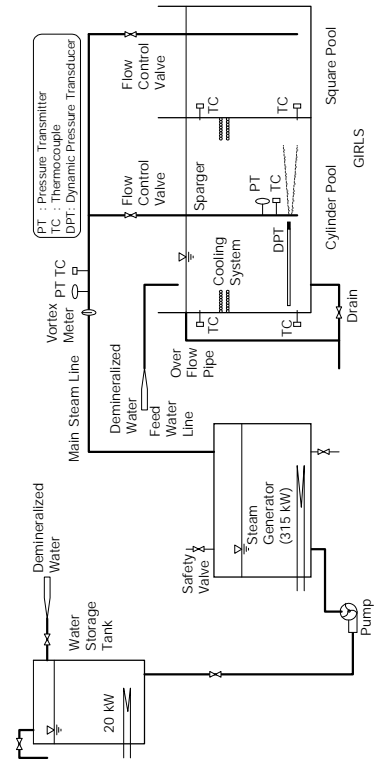 PT : Pressure Transmitter
TC : Thermocouple
DPT: Dynamic Pressure Transducer
Demineralized
Water
Water
Storage
Tank
20 kW
Pump
Safety
Valve
Steam
Generator
(315 kW)
Main Steam Line
Demineralized
Water
Feed
Water
Line
Vortex
Meter
PT TC
Over
Flow
Pipe
Flow
Control
Valve
Flow
Control
Valve
Sparger
Cooling
System
PT
TC
DPT
TC
TC
TC
TC
Drain
Cylinder Pool
Square Pool
GIRLS